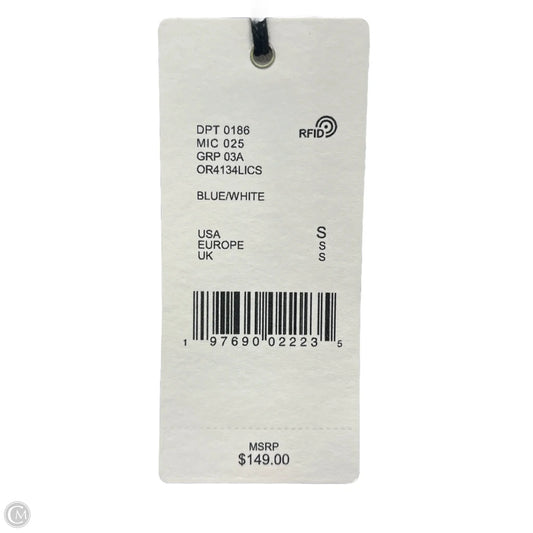 DPT 0186
RFID
MIC 025
GRP 03A
OR4134LICS
BLUE/WHITE
USA S
EUROPE S
UK S
1 97690 02223 5
MSRP
$149.00
CM